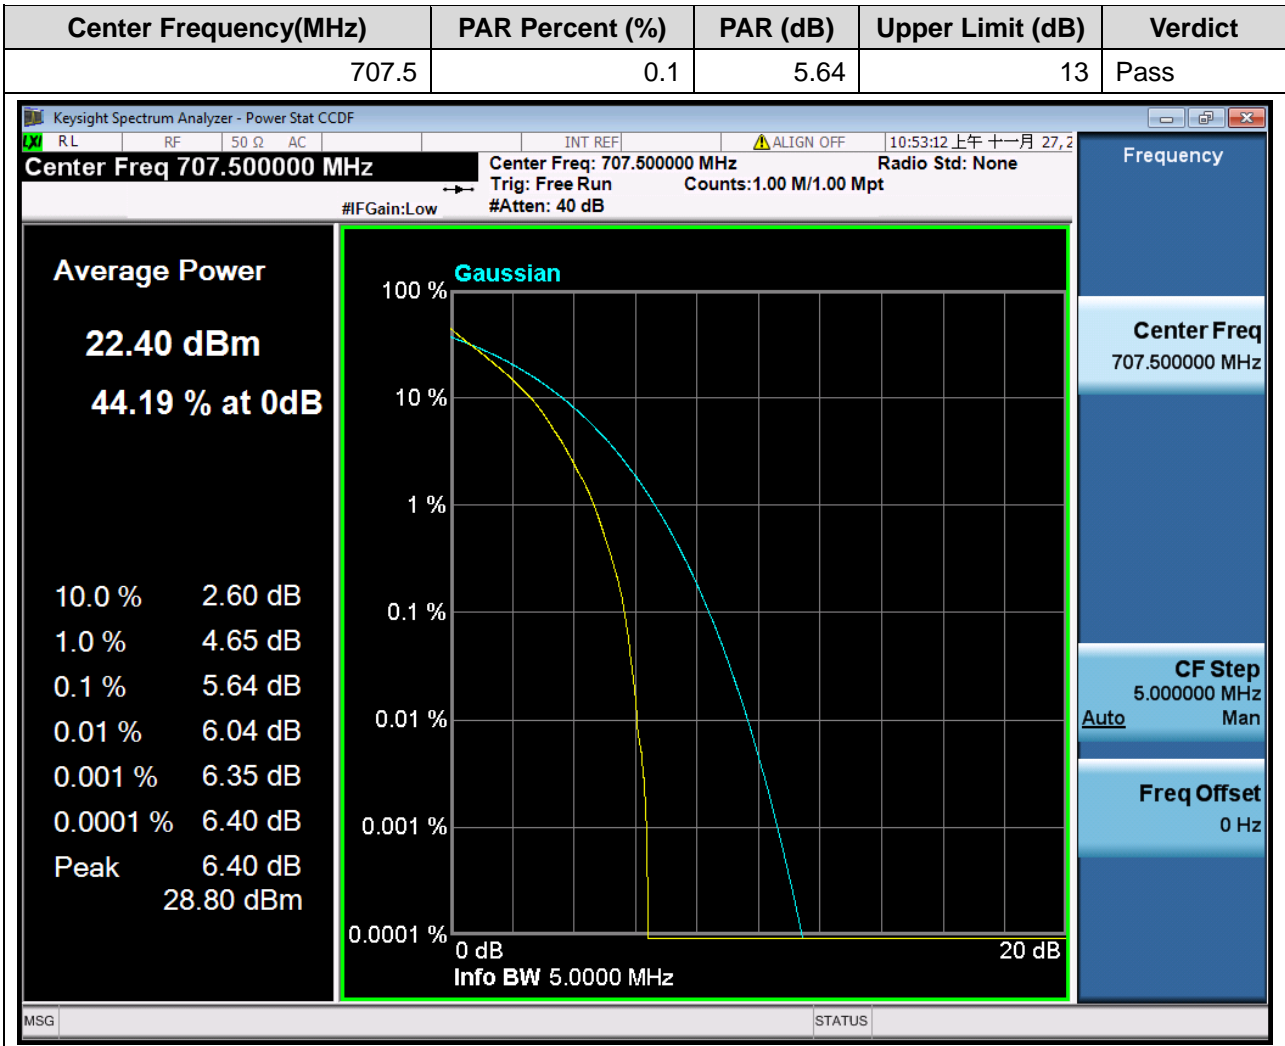 Center Frequency(MHz) PAR Percent (%) PAR (dB) Upper Limit (dB) Verdict
707.5 0.1 5.64 13 Pass
Keysight Spectrum Analyzer - Power Stat CCDF
LXI RL RF 50 Ω AC INT REF ⚠ALIGN OFF 10:53:12 上午 十一月 27, 2
Center Freq 707.500000 MHz
Center Freq: 707.500000 MHz Radio Std: None
Trig: Free Run Counts:1.00 M/1.00 Mpt
#IFGain:Low #Atten: 40 dB
Average Power
22.40 dBm
44.19 % at 0dB
10.0 % 2.60 dB
1.0 % 4.65 dB
0.1 % 5.64 dB
0.01 % 6.04 dB
0.001 % 6.35 dB
0.0001 % 6.40 dB
Peak 6.40 dB
28.80 dBm
Gaussian
100 %
10 %
1 %
0.1 %
0.01 %
0.001 %
0.0001 %
0 dB 20 dB
Info BW 5.0000 MHz
Frequency
Center Freq
707.500000 MHz
CF Step
5.000000 MHz
Auto Man
Freq Offset
0 Hz
MSG STATUS